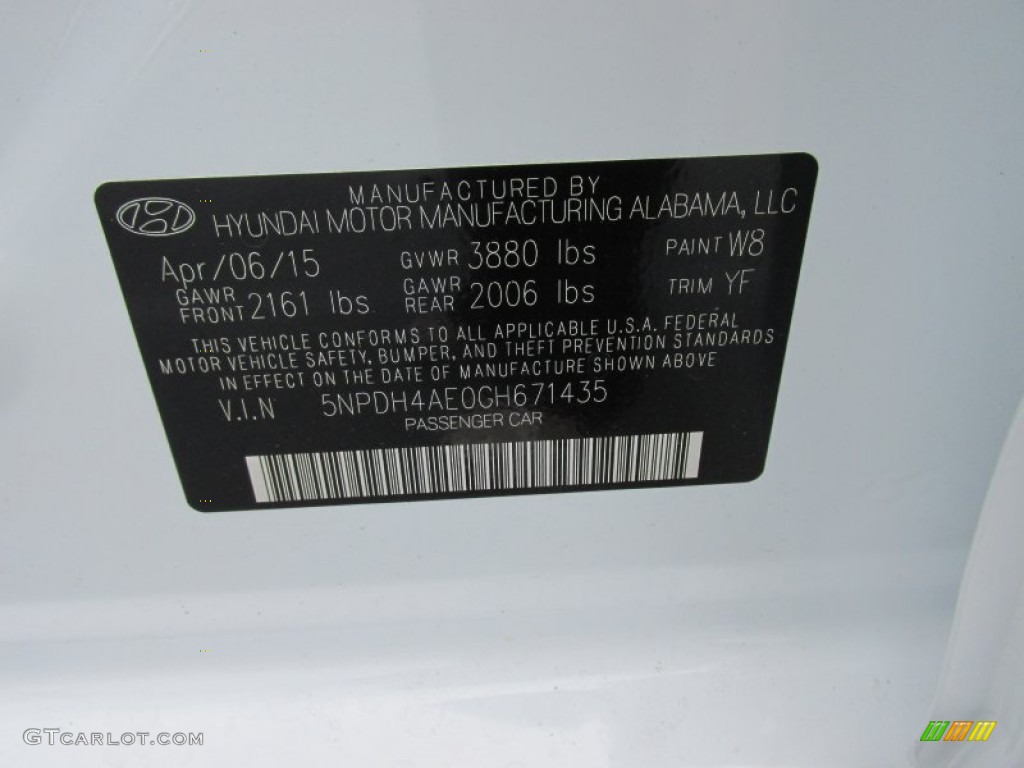 MANUFACTURED BY
HYUNDAI MOTOR MANUFACTURING ALABAMA, LLC
Apr/06/15 GVWR 3880 lbs PAINT W8
GAWR FRONT 2161 lbs GAWR REAR 2006 lbs TRIM YF
THIS VEHICLE CONFORMS TO ALL APPLICABLE U.S.A. FEDERAL
MOTOR VEHICLE SAFETY, BUMPER, AND THEFT PREVENTION STANDARDS
IN EFFECT ON THE DATE OF MANUFACTURE SHOWN ABOVE
V.I.N 5NPDH4AE0GH671435
PASSENGER CAR
GTCARLOT.COM